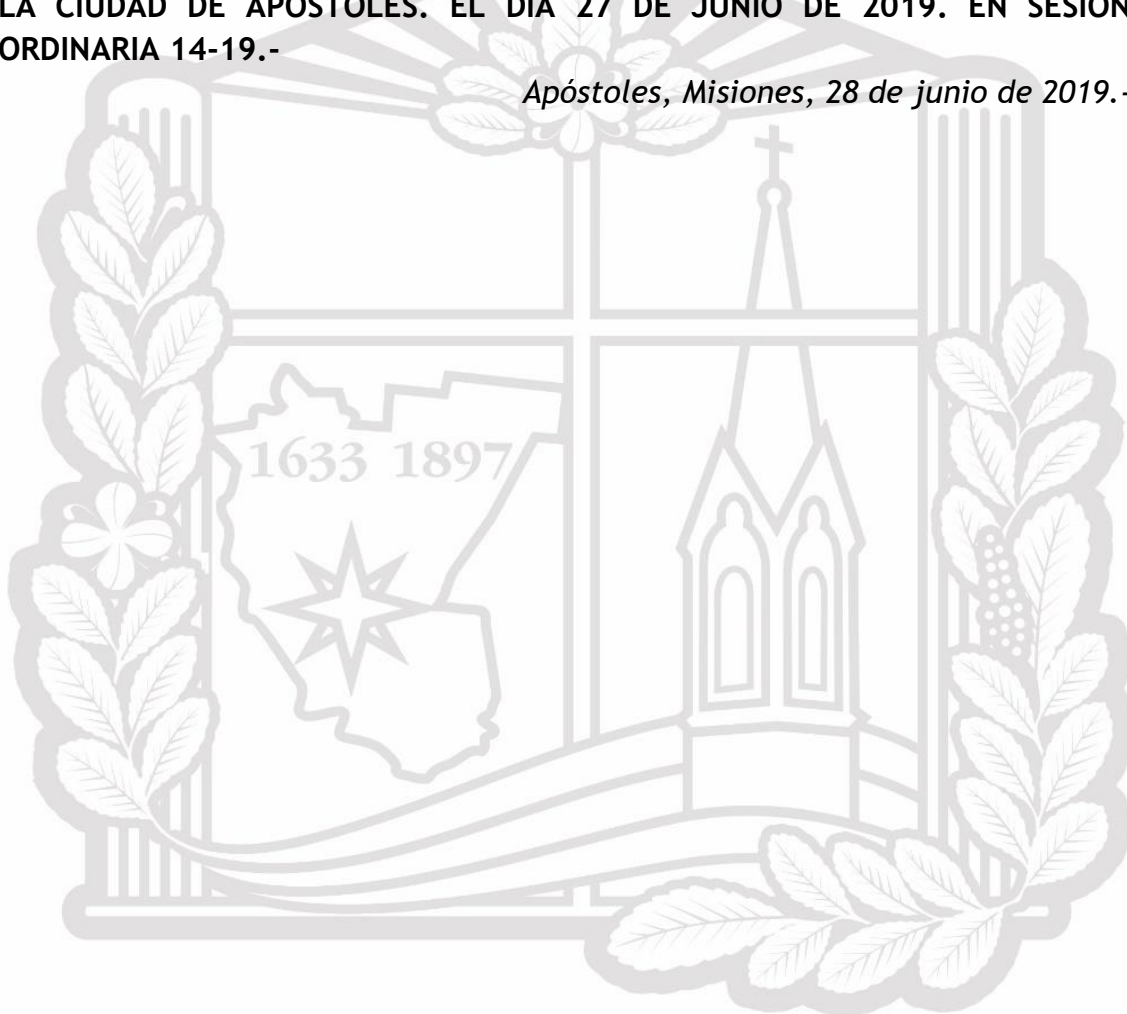 LA CIUDAD DE APÓSTOLES. EL DÍA 27 DE JUNIO DE 2019. EN SESIÓN
ORDINARIA 14-19.-
Apóstoles, Misiones, 28 de junio de 2019.-
1633 1897